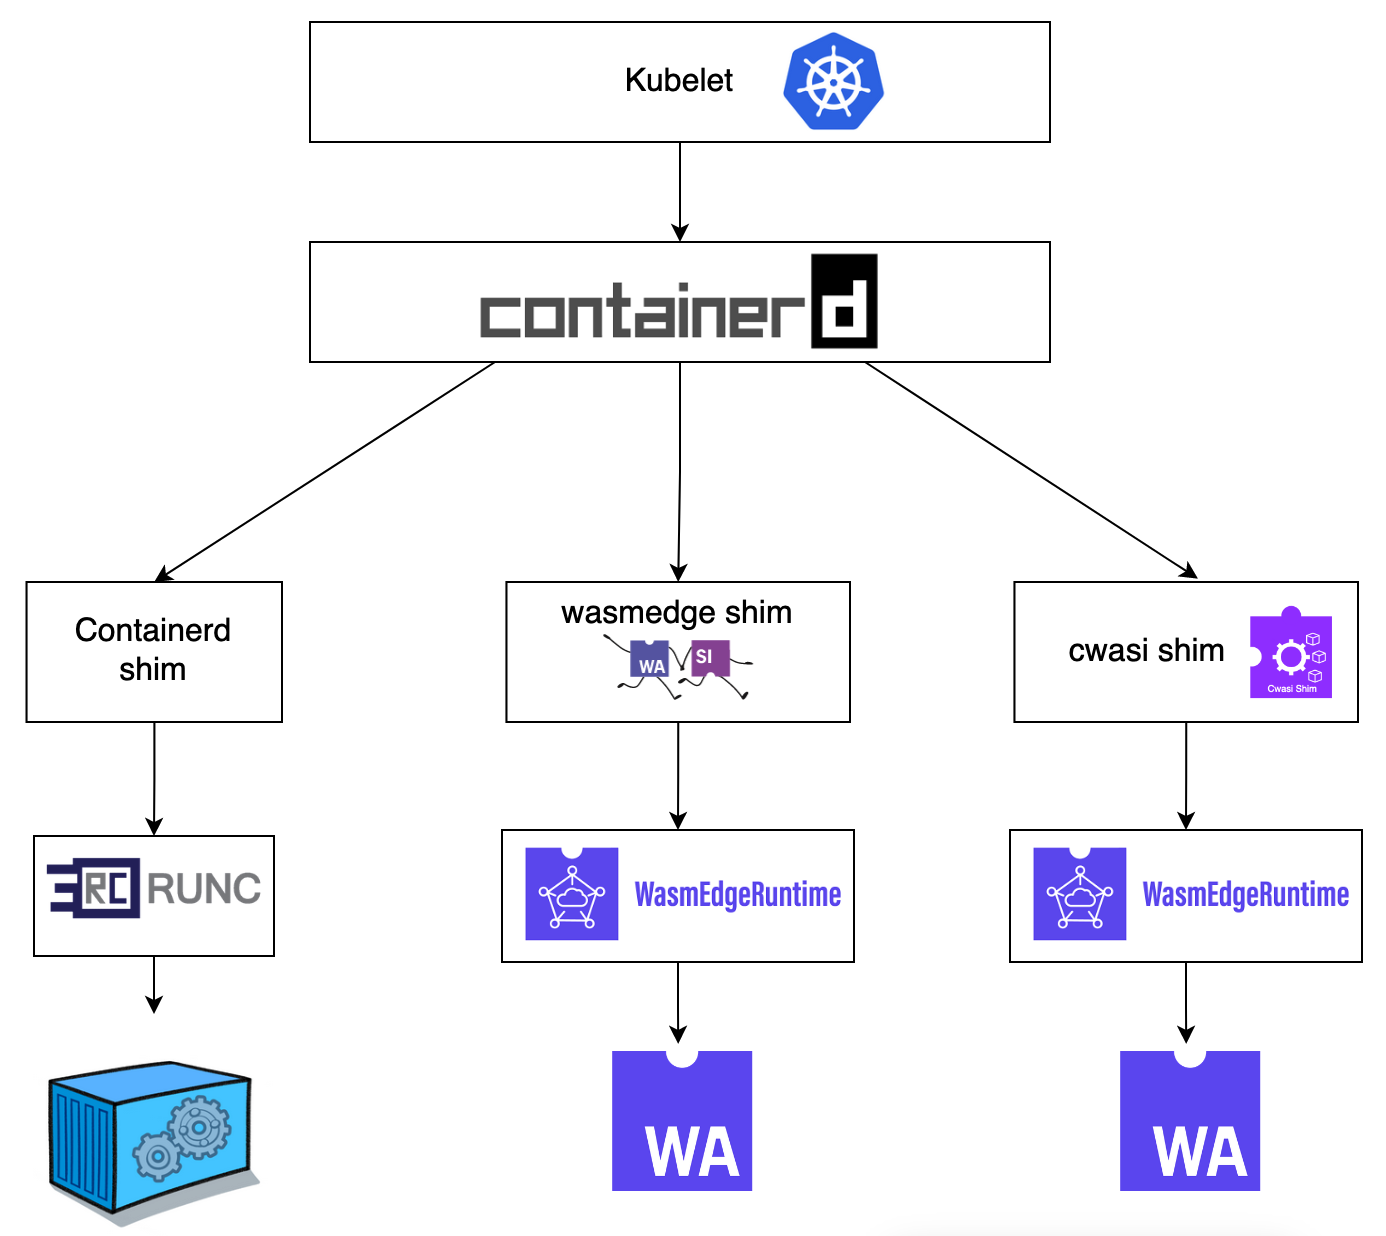 Kubelet
containerd
Containerd
shim
wasmedge shim
WA SI
cwasi shim
Cwasi Shim
RC RUNC
WasmEdgeRuntime
WasmEdgeRuntime
WA
WA